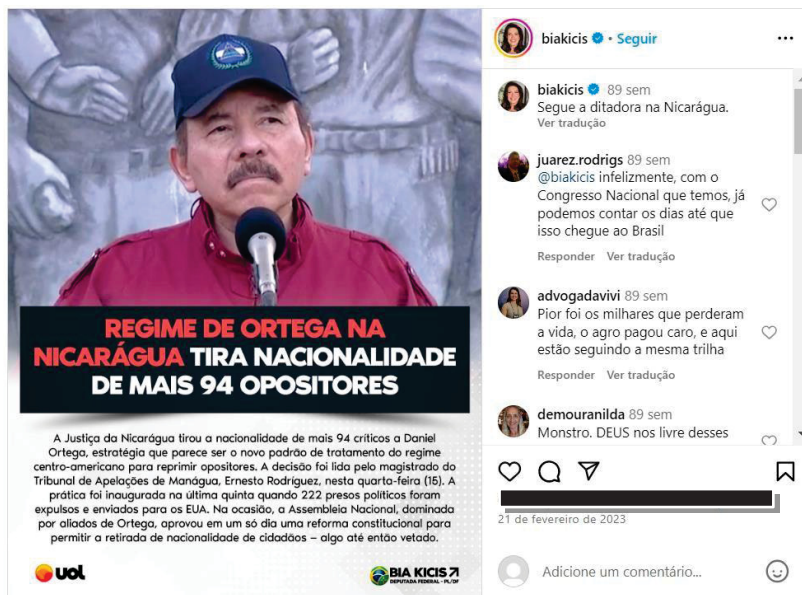 REGIME DE ORTEGA NA
NICARÁGUA TIRA NACIONALIDADE
DE MAIS 94 OPOSITORES
A Justiça da Nicarágua tirou a nacionalidade de mais 94 críticos a Daniel
Ortega, estratégia que parece ser o novo padrão de tratamento do regime
centro-americano para reprimir opositores. A decisão foi lida pelo magistrado do
Tribunal de Apelações de Manágua, Ernesto Rodríguez, nesta quarta-feira (15). A
prática foi inaugurada na última quinta quando 222 presos políticos foram
expulsos e enviados para os EUA. Na ocasião, a Assembleia Nacional, dominada
por aliados de Ortega, aprovou em um só dia uma reforma constitucional para
permitir a retirada de nacionalidade de cidadãos – algo até então vetado.
UOL
BIA KICIS
DEPUTADA FEDERAL - PL/DF
biakicis • Seguir
biakicis 89 sem
Segue a ditadora na Nicarágua.
Ver tradução
juarez.rodrigs 89 sem
@biakicis infelizmente, com o
Congresso Nacional que temos, já
podemos contar os dias até que
isso chegue ao Brasil
Responder Ver tradução
advogadavivi 89 sem
Pior foi os milhares que perderam
a vida, o agro pagou caro, e aqui
estão seguindo a mesma trilha
Responder Ver tradução
demouranilda 89 sem
Monstro. DEUS nos livre desses
21 de fevereiro de 2023
Adicione um comentário...